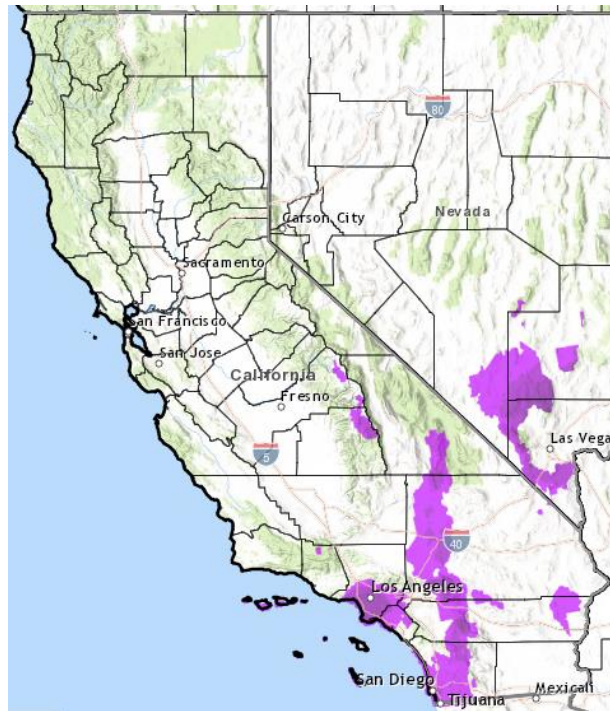 80
Carson City
Nevada
Sacramento
San Francisco
San Jose
California
Fresno
Las Vega
5
40
Los Angeles
San Diego
Tijuana
Mexicali